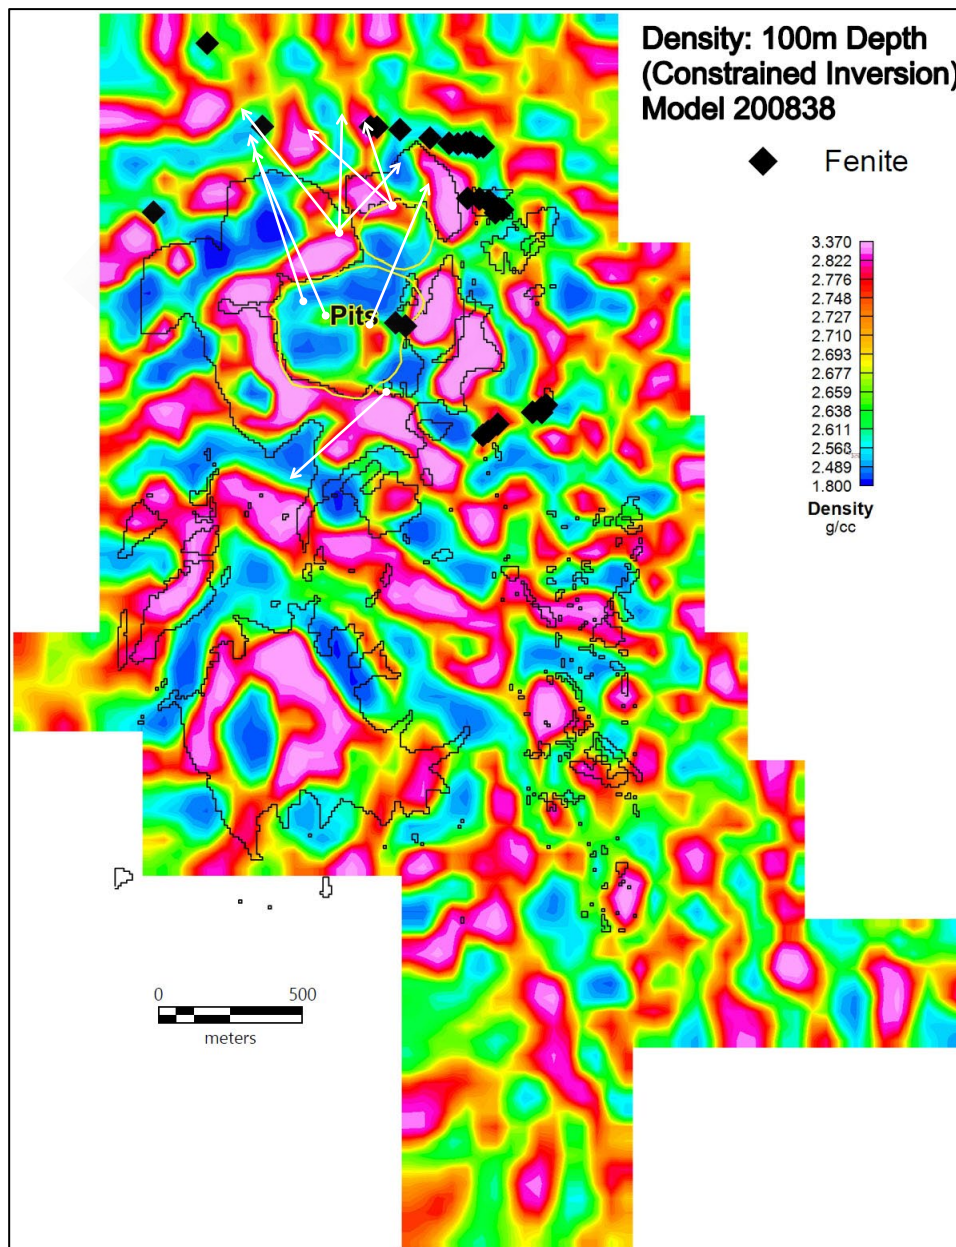 Density: 100m Depth
(Constrained Inversion)
Model 200838
Fenite
3.370
2.822
2.776
2.748
2.727
2.710
2.693
2.677
2.659
2.638
2.611
2.563
2.489
1.800
Density
g/cc
Pits
0 500
meters